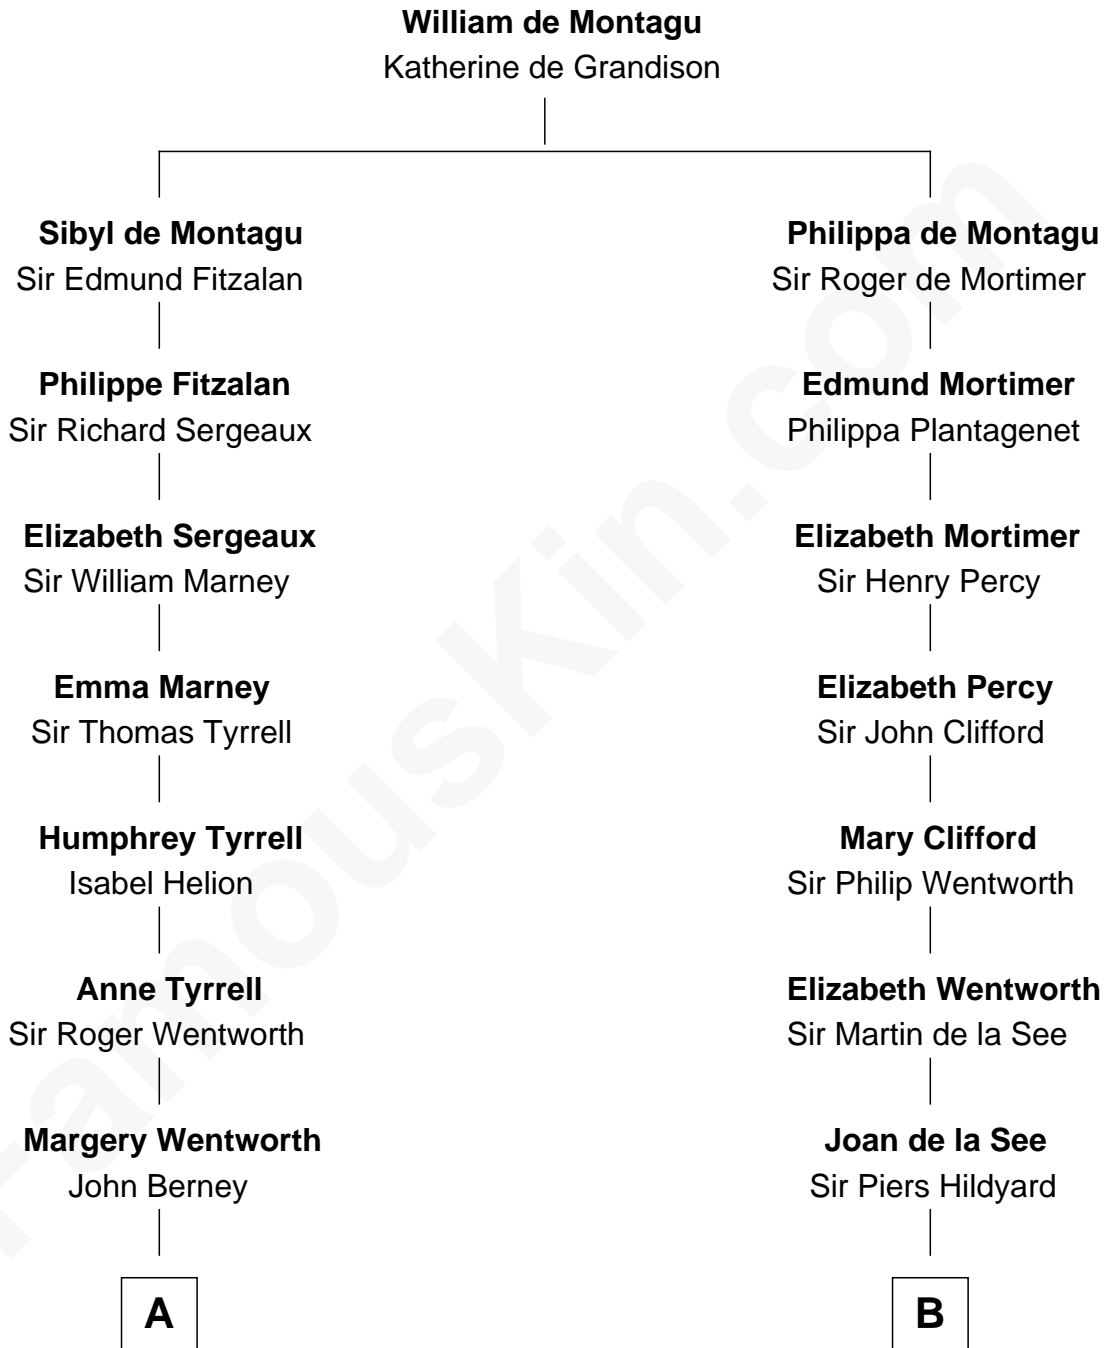 William de Montagu
Katherine de Grandison
Sibyl de Montagu
Sir Edmund Fitzalan
Philippa de Montagu
Sir Roger de Mortimer
Philippe Fitzalan
Sir Richard Sergeaux
Edmund Mortimer
Philippa Plantagenet
Elizabeth Sergeaux
Sir William Marney
Elizabeth Mortimer
Sir Henry Percy
Emma Marney
Sir Thomas Tyrrell
Elizabeth Percy
Sir John Clifford
Humphrey Tyrrell
Isabel Helion
Mary Clifford
Sir Philip Wentworth
Anne Tyrrell
Sir Roger Wentworth
Elizabeth Wentworth
Sir Martin de la See
Margery Wentworth
John Berney
Joan de la See
Sir Piers Hildyard
A
B
FamousKin.com